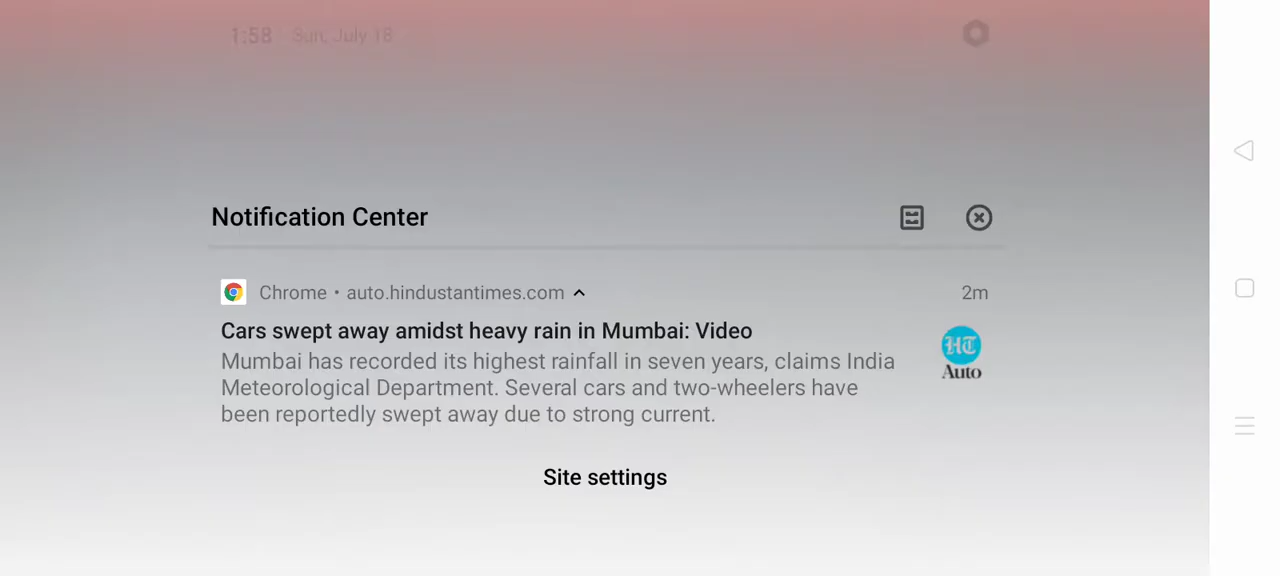 1:58 Sun, July 18
Notification Center
Chrome • auto.hindustantimes.com 2m
Cars swept away amidst heavy rain in Mumbai: Video
Mumbai has recorded its highest rainfall in seven years, claims India
Meteorological Department. Several cars and two-wheelers have
been reportedly swept away due to strong current.
HT
Auto
Site settings